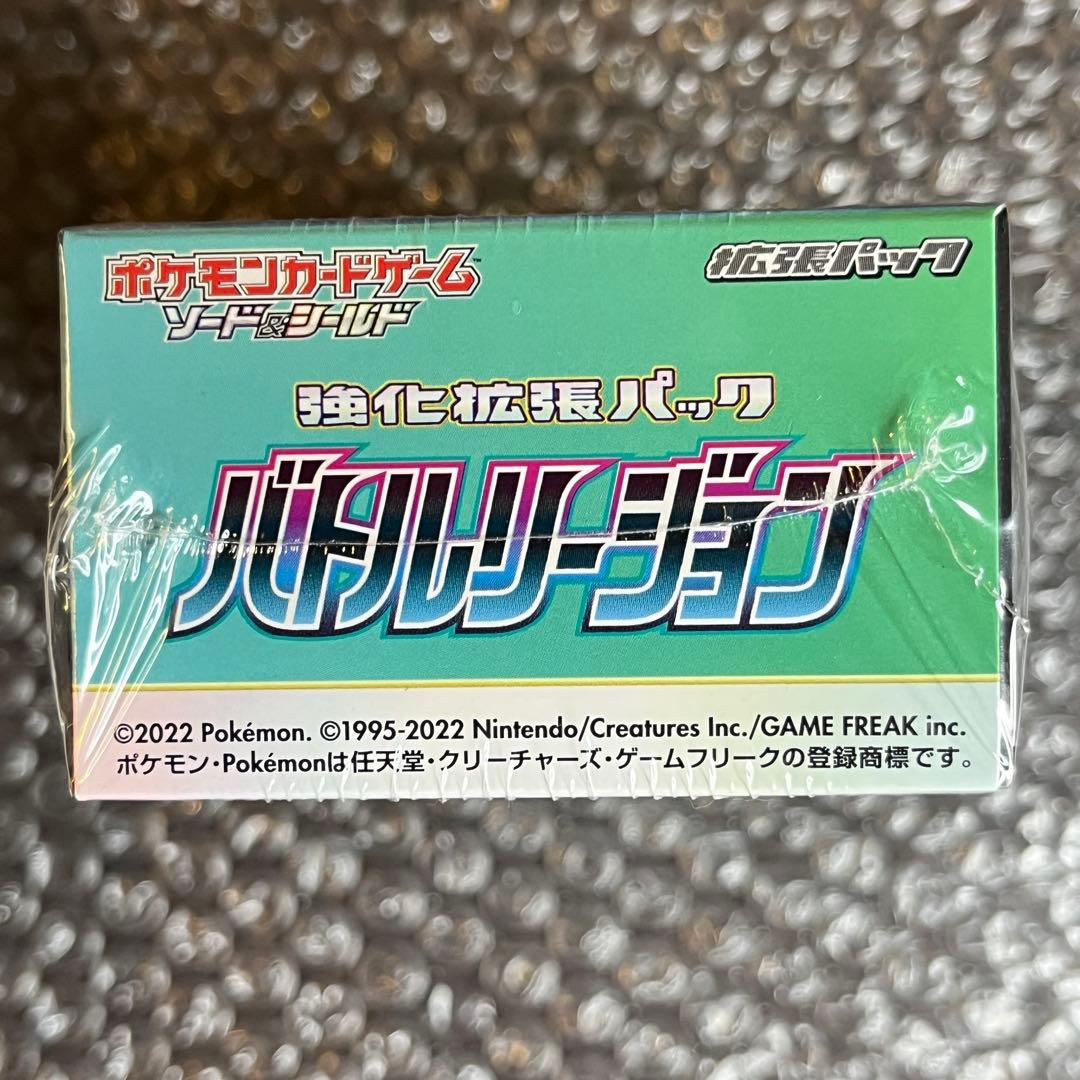 ポケモンカードゲーム™
ソード&シールド
拡張パック
強化拡張パック
バトルリージョン
©2022 Pokémon. ©1995-2022 Nintendo/Creatures Inc./GAME FREAK inc.
ポケモン・Pokémonは任天堂・クリーチャーズ・ゲームフリークの登録商標です。